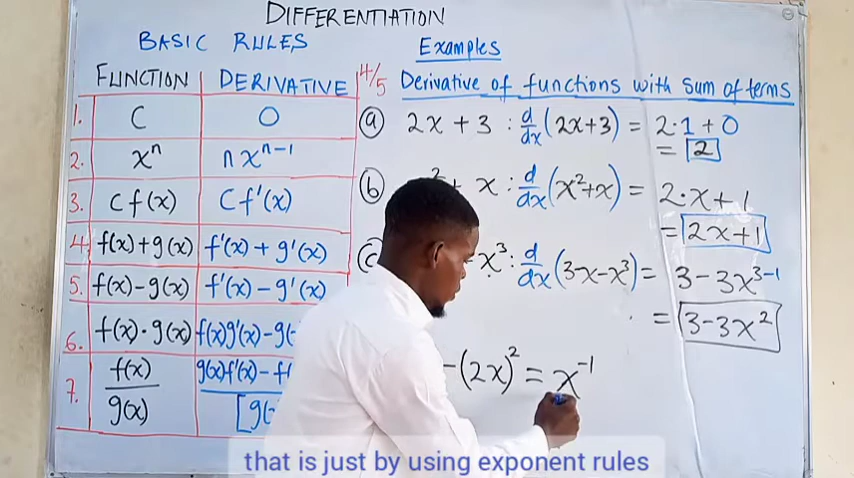 DIFFERENTIATION
BASIC RULES
FUNCTION DERIVATIVE
1. C 0
2. xⁿ nxⁿ⁻¹
3. cf(x) Cf'(x)
4. f(x)+g(x) f'(x) + g'(x)
5. f(x)-g(x) f'(x) - g'(x)
6. f(x)·g(x) f(x)g'(x)-g(
7. f(x)/g(x) g(x)f'(x)-f
[g(
Examples
4/5 Derivative of functions with sum of terms
(a) 2x + 3 : d/dx (2x+3) = 2·1 + 0
= 2
(b) ² + x : d/dx (x²+x) = 2·x + 1
= 2x+1
(c) -x³ : d/dx (3-x-x³) = 3-3x³⁻¹
= 3-3x²
-(2x)² = x⁻¹
that is just by using exponent rules